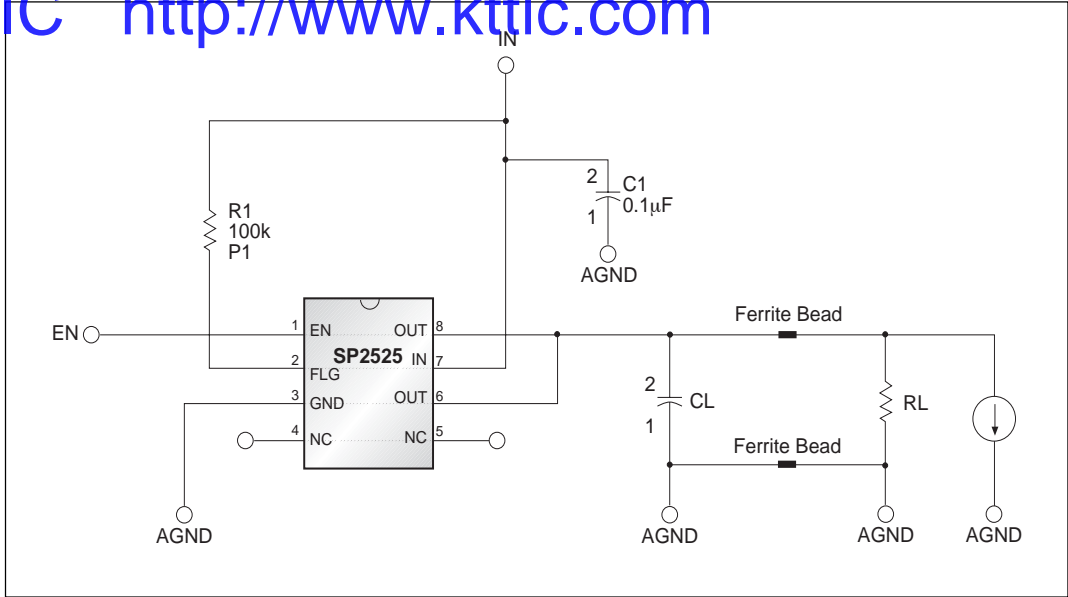 IC http://www.kttic.com
IN
R1
100k
P1
2
1
C1
0.1µF
AGND
EN
1
EN
OUT
8
SP2525
2
FLG
IN
7
3
GND
OUT
6
4
NC
NC
5
AGND
Ferrite Bead
2
1
CL
RL
Ferrite Bead
AGND
AGND
AGND